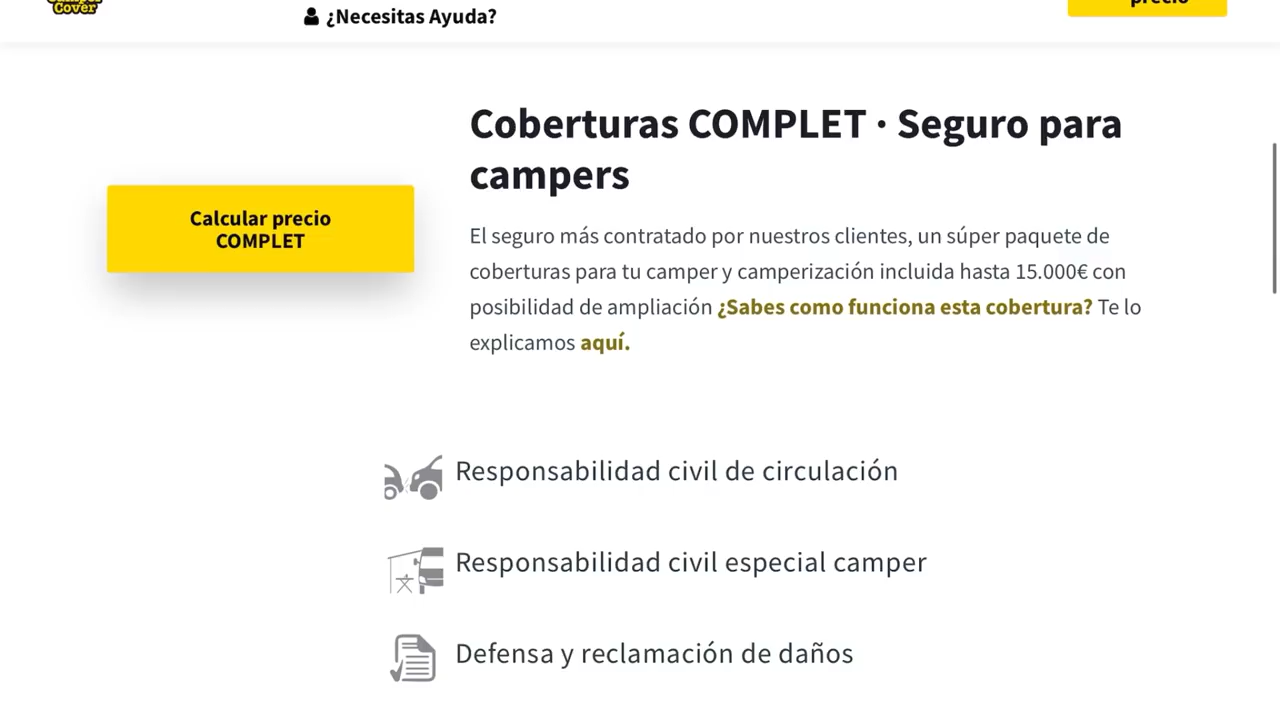 Cover
¿Necesitas Ayuda?
precio
Coberturas COMPLET · Seguro para
campers
Calcular precio
COMPLET
El seguro más contratado por nuestros clientes, un súper paquete de
coberturas para tu camper y camperización incluida hasta 15.000€ con
posibilidad de ampliación ¿Sabes como funciona esta cobertura? Te lo
explicamos aquí.
Responsabilidad civil de circulación
Responsabilidad civil especial camper
Defensa y reclamación de daños